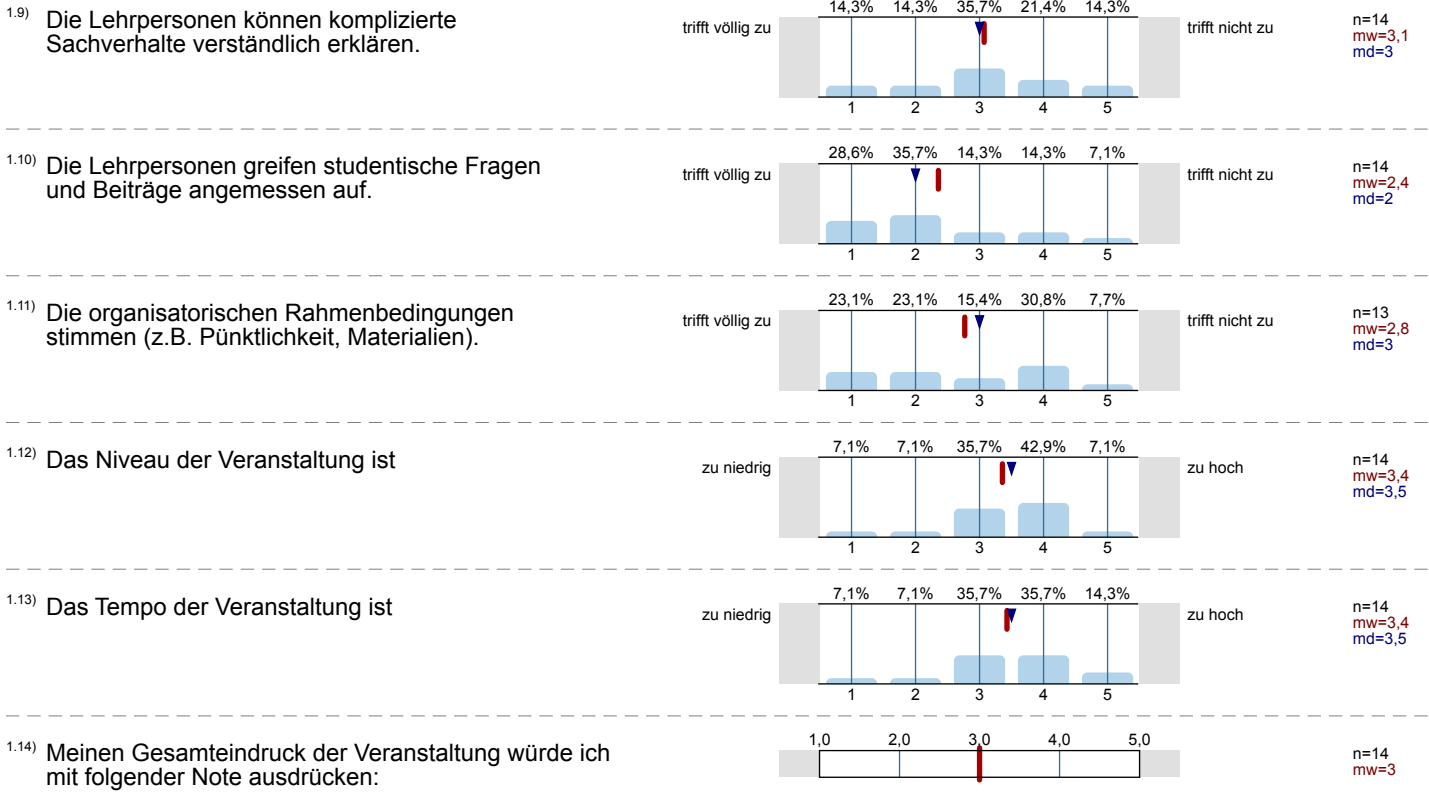 1.9) Die Lehrpersonen können komplizierte
Sachverhalte verständlich erklären.
trifft völlig zu
14,3% 14,3% 35,7% 21,4% 14,3%
1 2 3 4 5
trifft nicht zu
n=14
mw=3,1
md=3
1.10) Die Lehrpersonen greifen studentische Fragen
und Beiträge angemessen auf.
trifft völlig zu
28,6% 35,7% 14,3% 14,3% 7,1%
1 2 3 4 5
trifft nicht zu
n=14
mw=2,4
md=2
1.11) Die organisatorischen Rahmenbedingungen
stimmen (z.B. Pünktlichkeit, Materialien).
trifft völlig zu
23,1% 23,1% 15,4% 30,8% 7,7%
1 2 3 4 5
trifft nicht zu
n=13
mw=2,8
md=3
1.12) Das Niveau der Veranstaltung ist
zu niedrig
7,1% 7,1% 35,7% 42,9% 7,1%
1 2 3 4 5
zu hoch
n=14
mw=3,4
md=3,5
1.13) Das Tempo der Veranstaltung ist
zu niedrig
7,1% 7,1% 35,7% 35,7% 14,3%
1 2 3 4 5
zu hoch
n=14
mw=3,4
md=3,5
1.14) Meinen Gesamteindruck der Veranstaltung würde ich
mit folgender Note ausdrücken:
1,0 2,0 3,0 4,0 5,0
n=14
mw=3